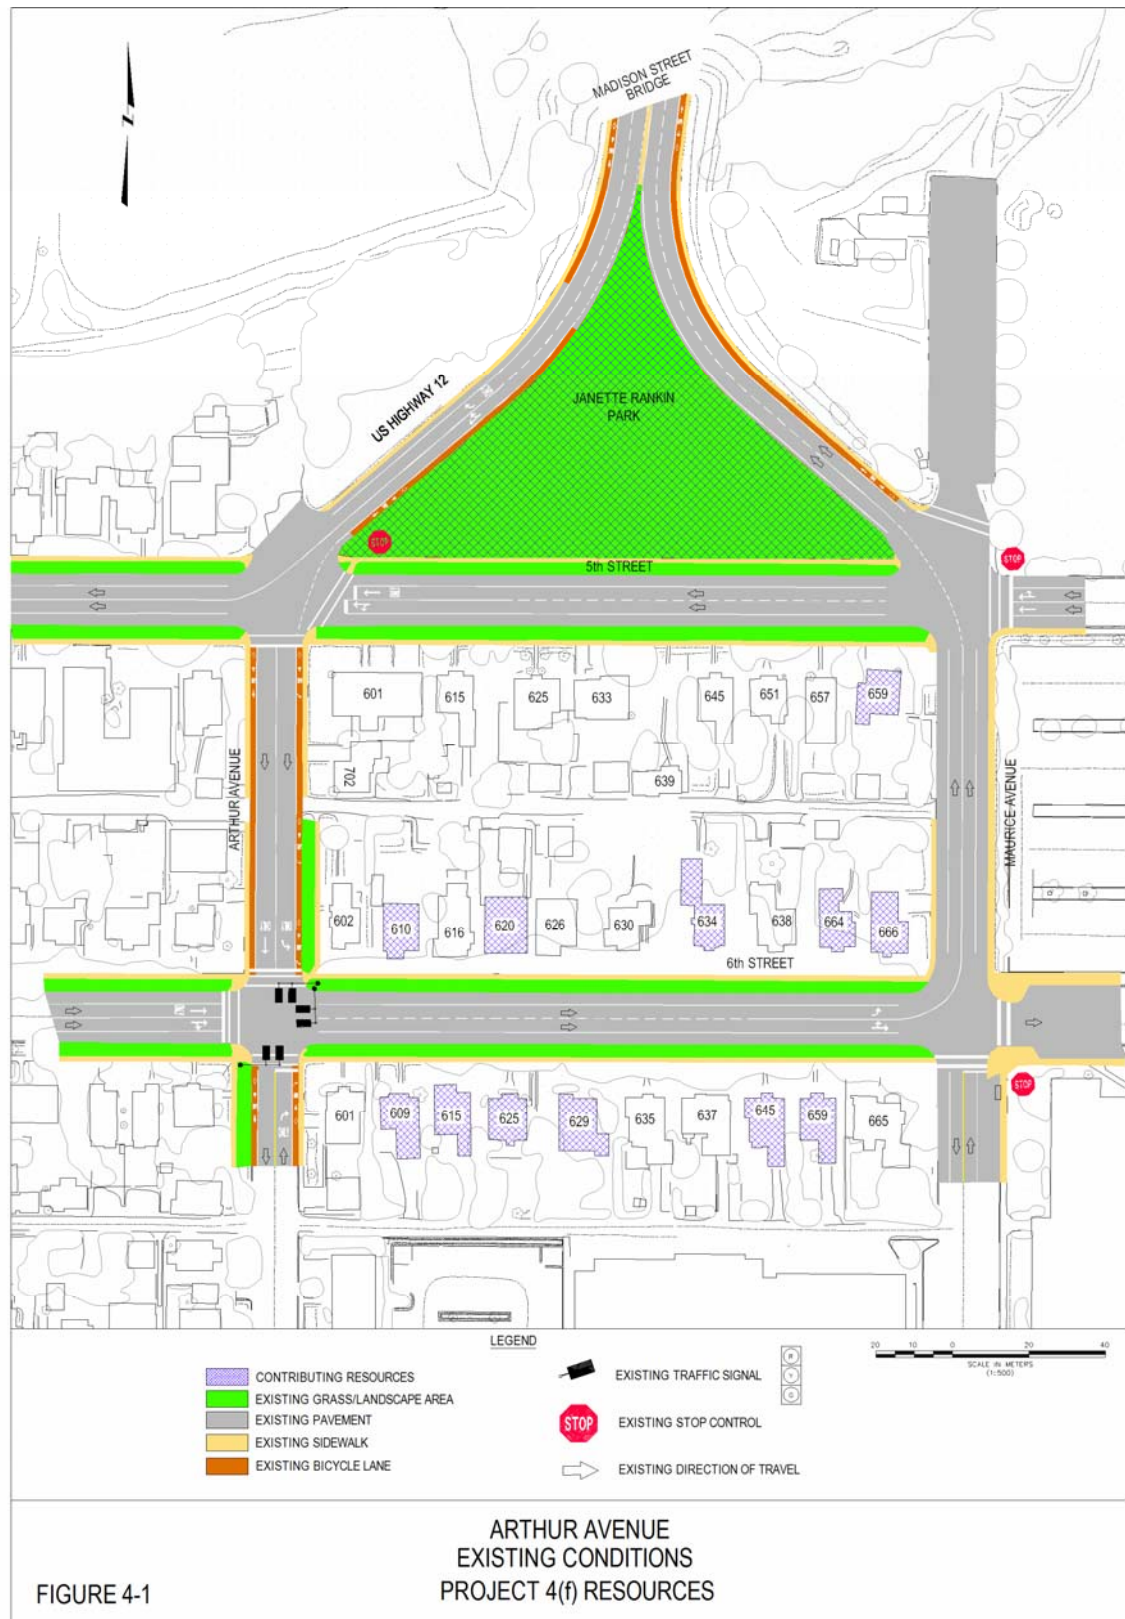 MADISON STREET
BRIDGE
N
US HIGHWAY 12
JANETTE RANKIN
PARK
STOP
STOP
5th STREET
ARTHUR AVENUE
MAURICE AVENUE
601
615
625
633
645
651
657
659
702
639
602
610
616
620
626
630
634
638
664
666
6th STREET
ONLY
STOP
601
609
615
625
629
635
637
645
659
665
LEGEND
CONTRIBUTING RESOURCES
EXISTING GRASS/LANDSCAPE AREA
EXISTING PAVEMENT
EXISTING SIDEWALK
EXISTING BICYCLE LANE
EXISTING TRAFFIC SIGNAL
R
Y
G
STOP
EXISTING STOP CONTROL
EXISTING DIRECTION OF TRAVEL
20 10 0 20 40
SCALE IN METERS
(1:500)
ARTHUR AVENUE
EXISTING CONDITIONS
PROJECT 4(f) RESOURCES
FIGURE 4-1